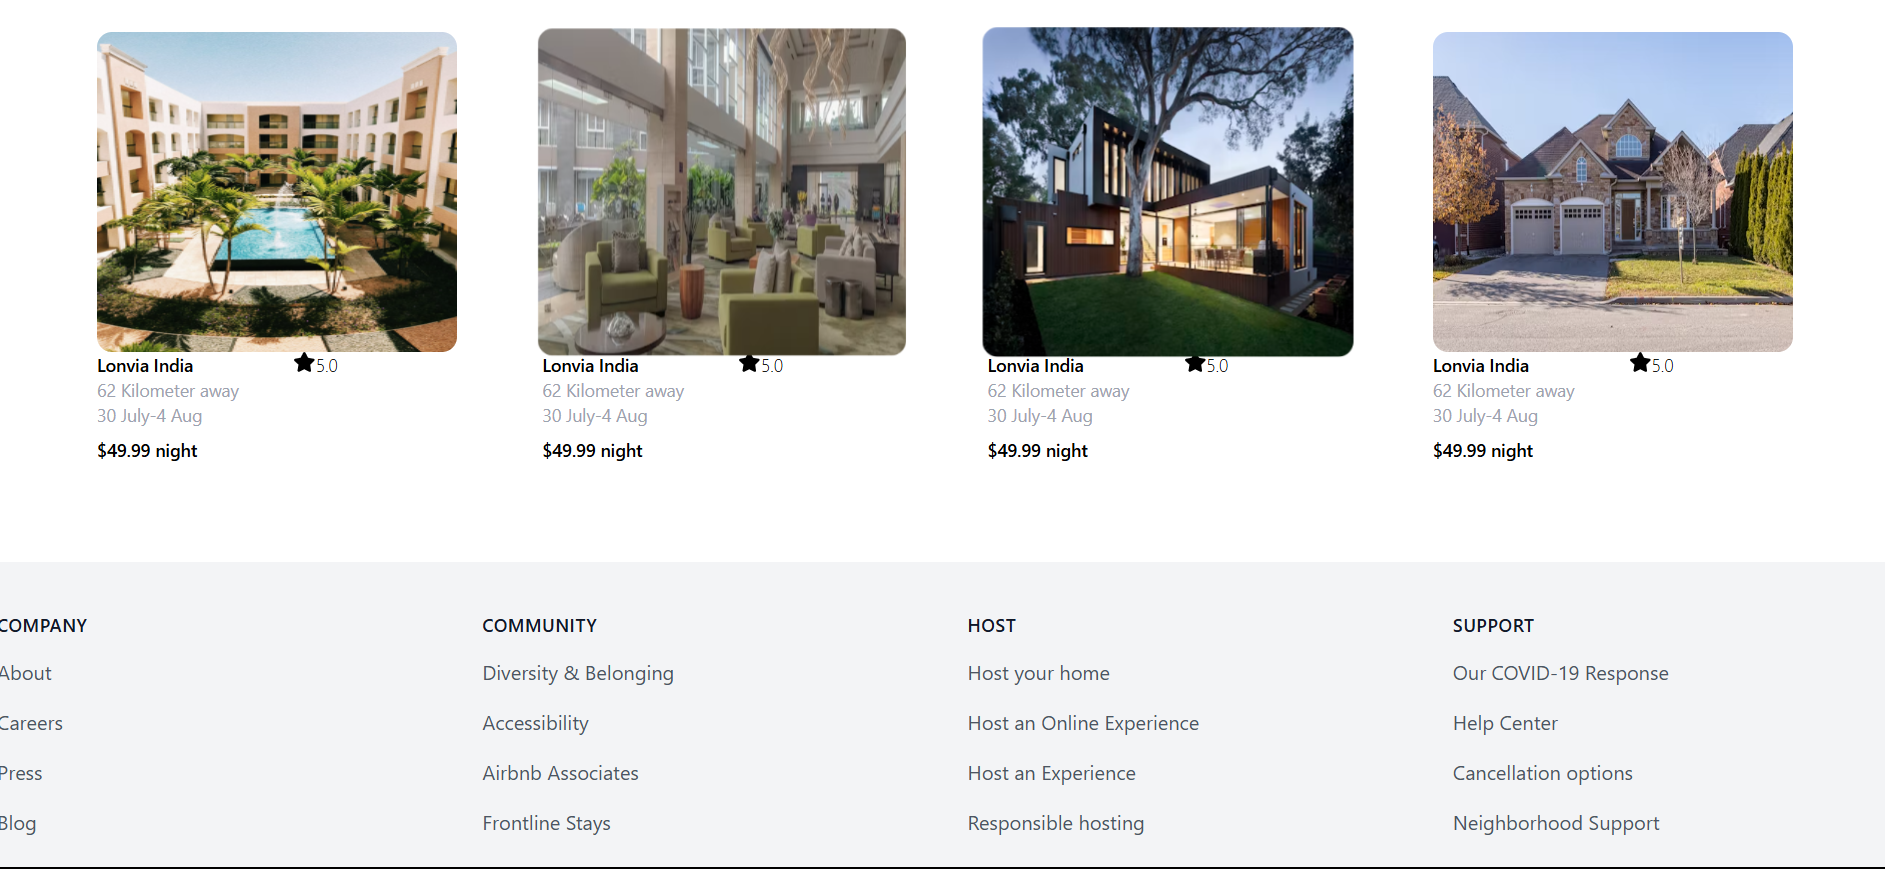 Lonvia India 5.0
62 Kilometer away
30 July-4 Aug
$49.99 night
Lonvia India 5.0
62 Kilometer away
30 July-4 Aug
$49.99 night
Lonvia India 5.0
62 Kilometer away
30 July-4 Aug
$49.99 night
Lonvia India 5.0
62 Kilometer away
30 July-4 Aug
$49.99 night
COMPANY
About
Careers
Press
Blog
COMMUNITY
Diversity & Belonging
Accessibility
Airbnb Associates
Frontline Stays
HOST
Host your home
Host an Online Experience
Host an Experience
Responsible hosting
SUPPORT
Our COVID-19 Response
Help Center
Cancellation options
Neighborhood Support